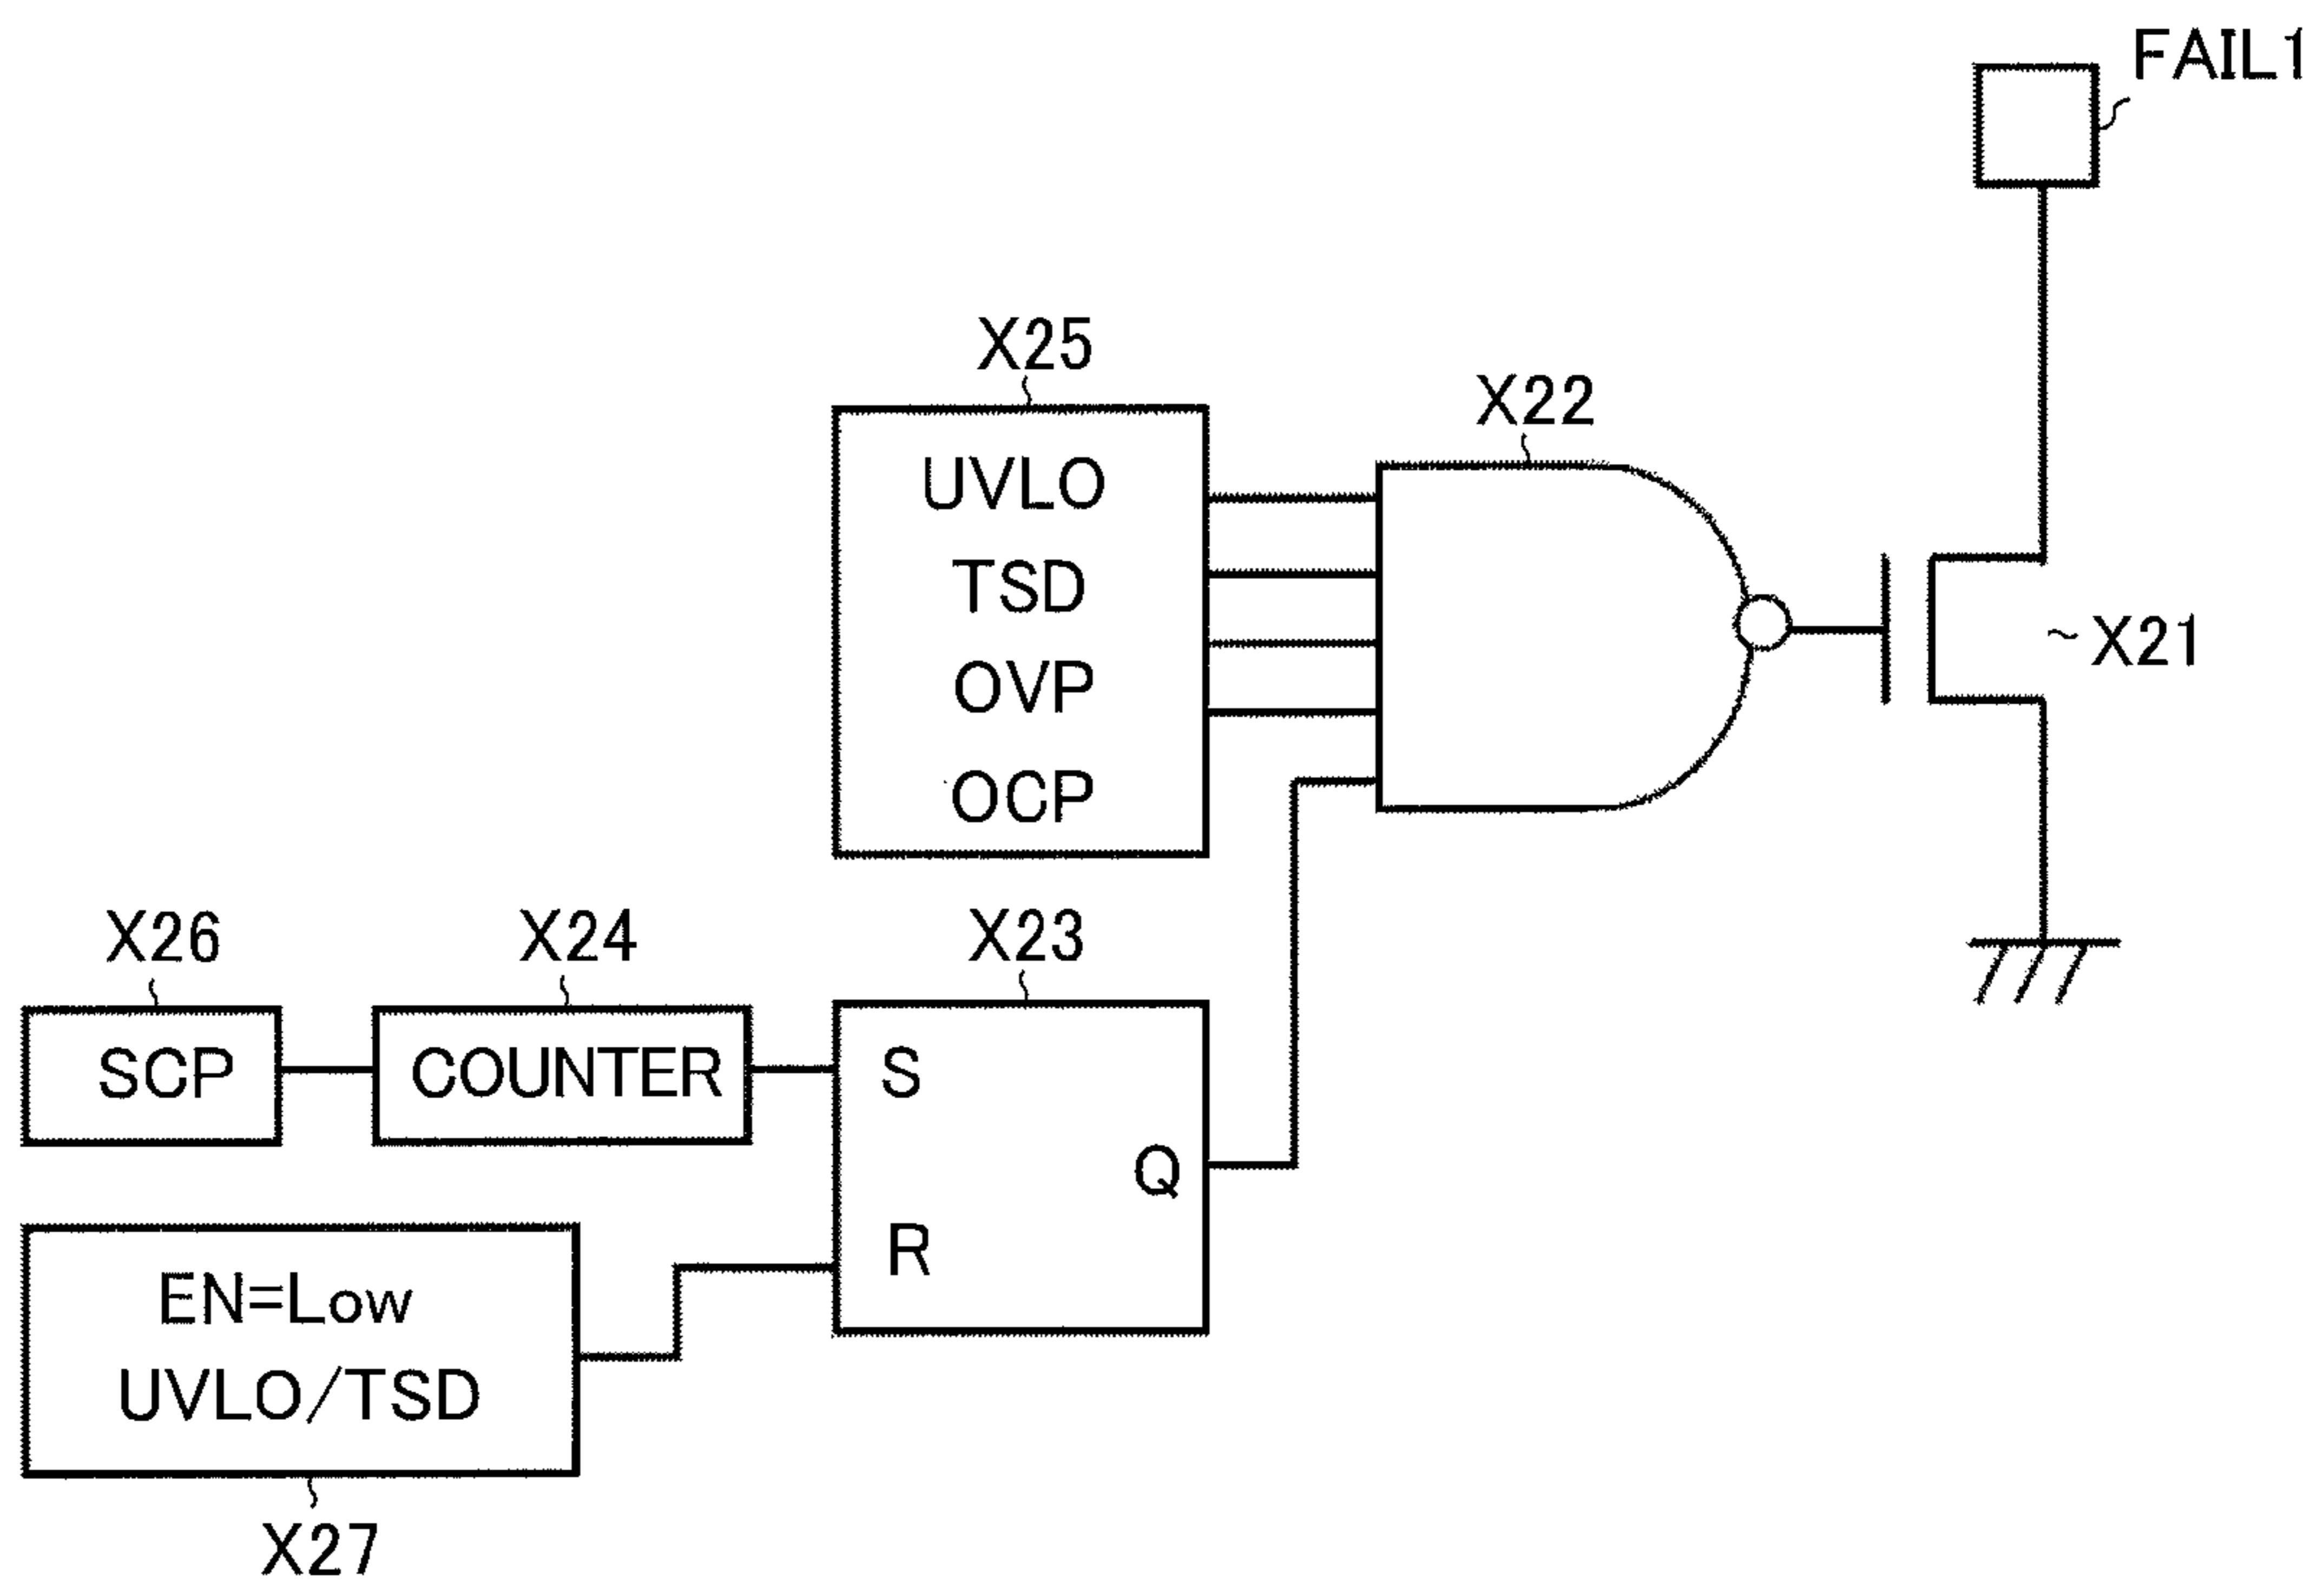 FAIL1
X25
X22
UVLO
TSD
OVP
OCP
X21
X26
X24
X23
SCP
COUNTER
S
R
Q
EN=Low
UVLO/TSD
X27